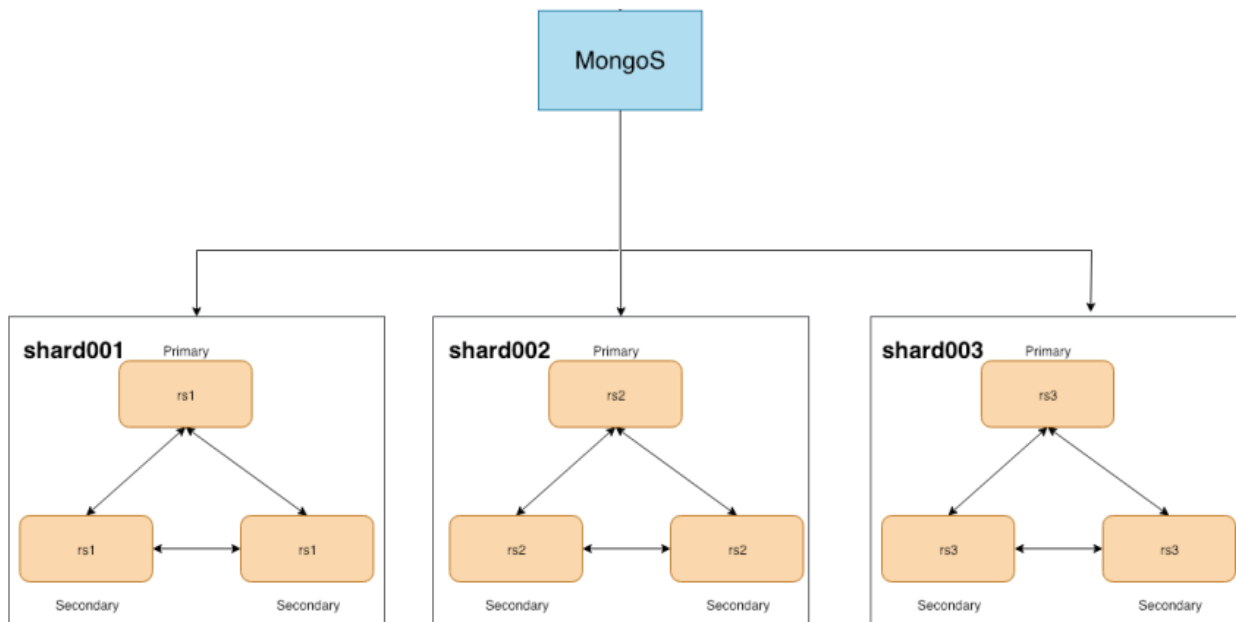 MongoS
shard001
Primary
rs1
rs1
rs1
Secondary
Secondary
shard002
Primary
rs2
rs2
rs2
Secondary
Secondary
shard003
Primary
rs3
rs3
rs3
Secondary
Secondary